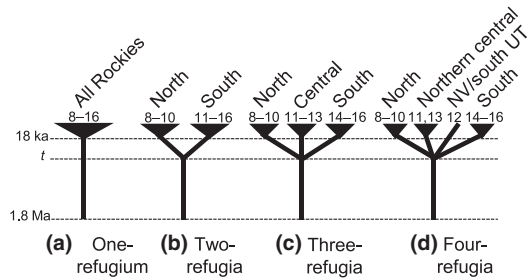 All Rockies North South North Central South North Northern central NV/south UT South
8–16 8–10 11–16 8–10 11–13 14–16 8–10 11,13 12 14–16
18 ka
t
1.8 Ma
(a) One-refugium
(b) Two-refugia
(c) Three-refugia
(d) Four-refugia